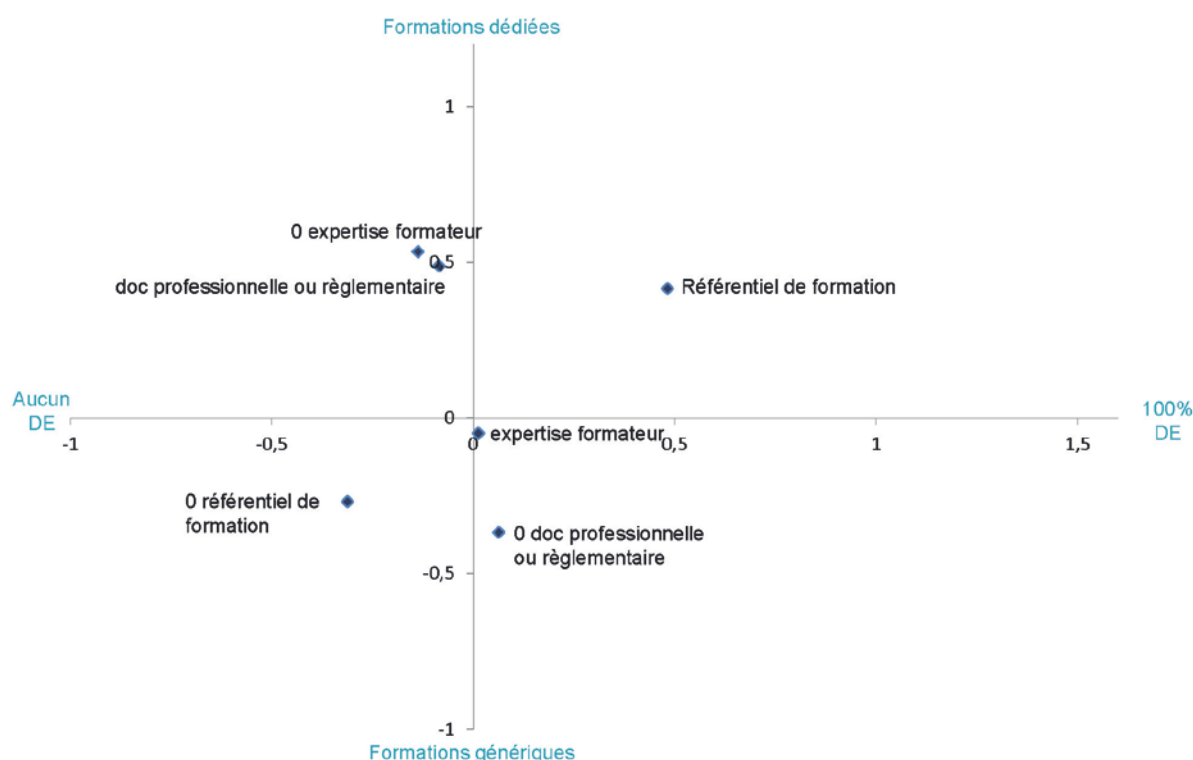 Formations dédiées
1
0 expertise formateur
0,5
doc professionnelle ou règlementaire
Référentiel de formation
Aucun
DE
0
100%
DE
-1
-0,5
0
expertise formateur
0,5
1
1,5
0 référentiel de
formation
0 doc professionnelle
ou règlementaire
-0,5
-1
Formations génériques